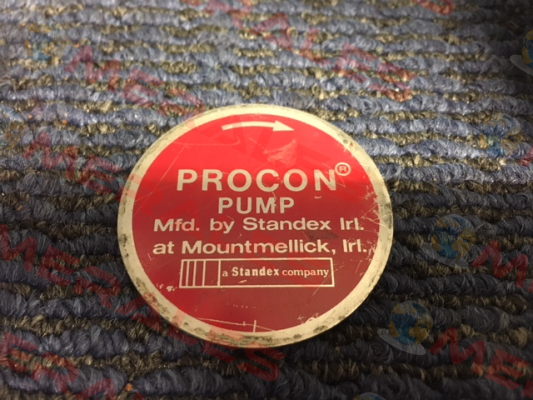 PROCON®
PUMP
Mfd. by Standex Irl.
at Mountmellick, Irl.
a Standex company